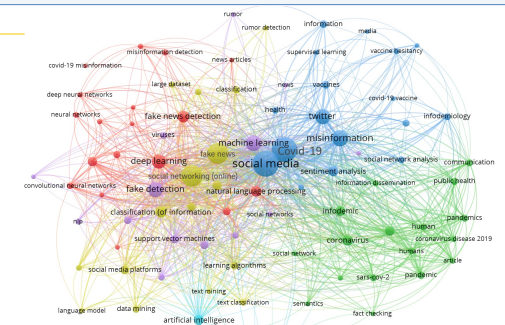 rumor
rumor detection
information
media
misinformation detection
news articles
supervised learning
vaccine hesitancy
covid-19 misinformation
large dataset
classification
news
vaccines
deep neural networks
covid-19 vaccine
neural networks
fake news detection
health
twitter
infodemiology
viruses
machine learning
misinformation
fake news
Covid-19
deep learning
social media
social network analysis
communication
social networking (online)
sentiment analysis
convolutional neural networks
fake detection
natural language processing
information dissemination
public health
nlp
classification (of information)
social networks
infodemic
pandemics
human
support vector machines
coronavirus
coronavirus disease 2019
social network
humans
article
social media platforms
learning algorithms
sars-cov-2
pandemic
text mining
language model
data mining
text classification
semantics
fact checking
artificial intelligence